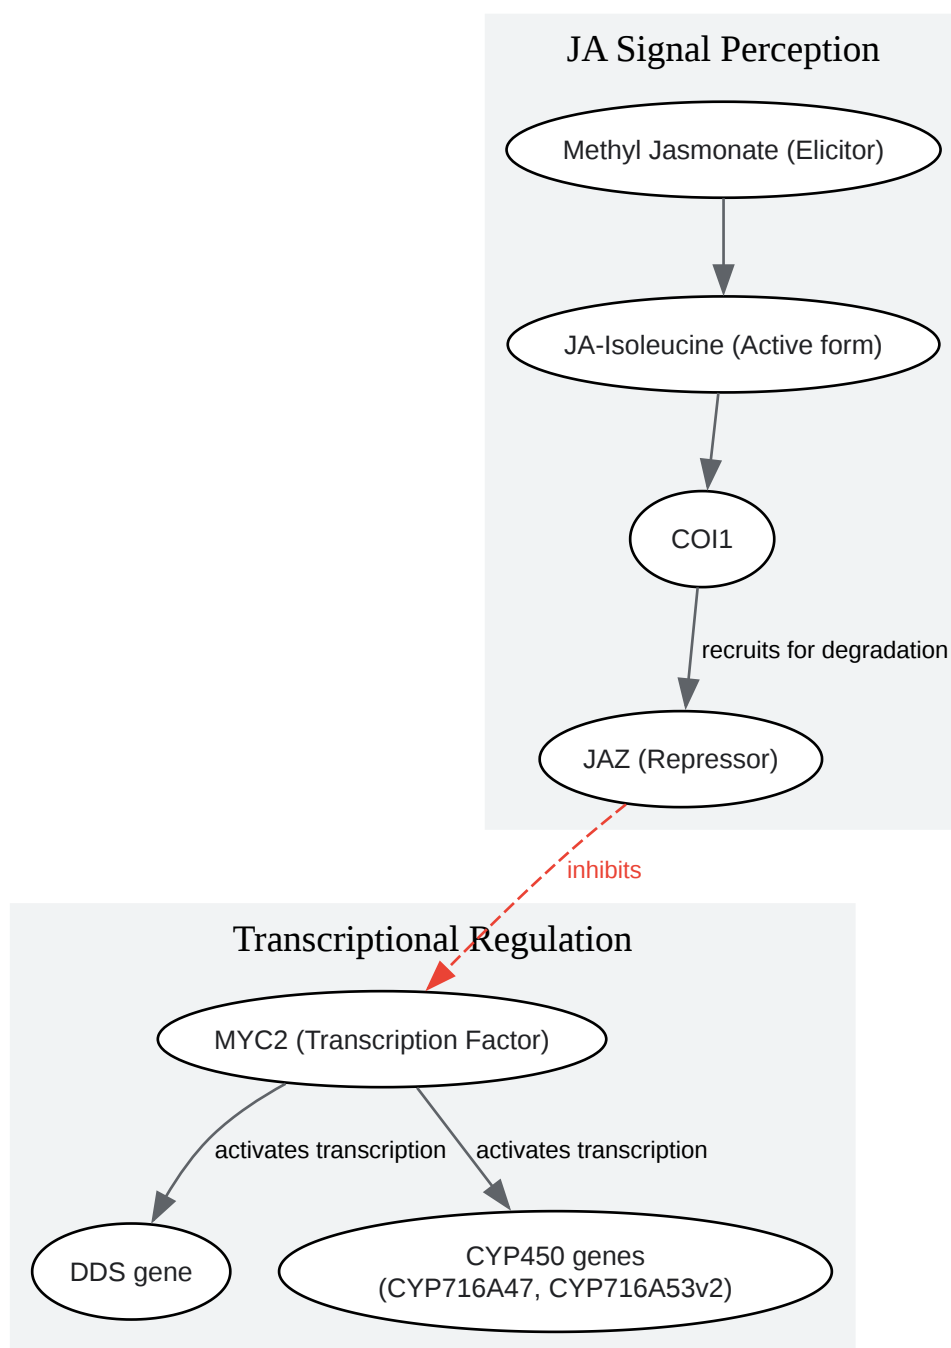 JA Signal Perception
Methyl Jasmonate (Elicitor)
JA-Isoleucine (Active form)
COI1
recruits for degradation
JAZ (Repressor)
inhibits
Transcriptional Regulation
MYC2 (Transcription Factor)
activates transcription
activates transcription
DDS gene
CYP450 genes
(CYP716A47, CYP716A53v2)